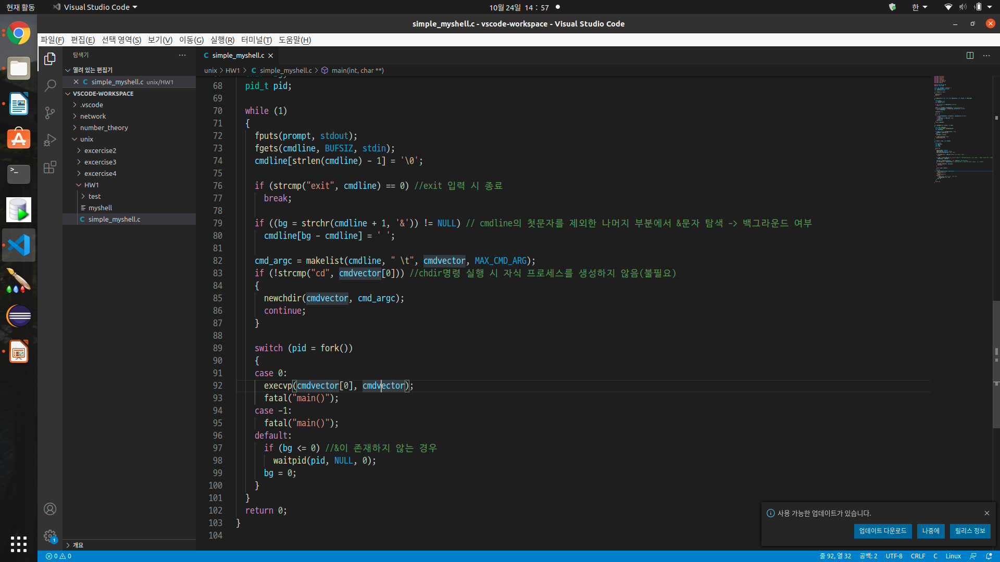 현재 활동
Visual Studio Code
10월 24일 14 : 57
한
simple_myshell.c - vscode-workspace - Visual Studio Code
파일(F) 편집(E) 선택 영역(S) 보기(V) 이동(G) 실행(R) 터미널(T) 도움말(H)
탐색기
열려 있는 편집기
simple_myshell.c unix/HW1
VSCODE-WORKSPACE
.vscode
network
number_theory
unix
excercise2
excercise3
excercise4
HW1
test
myshell
simple_myshell.c
개요
simple_myshell.c
unix > HW1 > C simple_myshell.c > main(int, char **)
68 pid_t pid;
69
70 while (1)
71 {
72 fputs(prompt, stdout);
73 fgets(cmdline, BUFSIZ, stdin);
74 cmdline[strlen(cmdline) - 1] = '\0';
75
76 if (strcmp("exit", cmdline) == 0) //exit 입력 시 종료
77 break;
78
79 if ((bg = strchr(cmdline + 1, '&')) != NULL) // cmdline의 첫문자를 제외한 나머지 부분에서 &문자 탐색 -> 백그라운드 여부
80 cmdline[bg - cmdline] = ' ';
81
82 cmd_argc = makelist(cmdline, " \t", cmdvector, MAX_CMD_ARG);
83 if (!strcmp("cd", cmdvector[0])) //chdir명령 실행 시 자식 프로세스를 생성하지 않음(불필요)
84 {
85 newchdir(cmdvector, cmd_argc);
86 continue;
87 }
88
89 switch (pid = fork())
90 {
91 case 0:
92 execvp(cmdvector[0], cmdvector);
93 fatal("main()");
94 case -1:
95 fatal("main()");
96 default:
97 if (bg <= 0) //&이 존재하지 않는 경우
98 waitpid(pid, NULL, 0);
99 bg = 0;
100 }
101 }
102 return 0;
103 }
104
사용 가능한 업데이트가 있습니다.
업데이트 다운로드 나중에 릴리스 정보
1
0 0
줄 92, 열 32 공백: 2 UTF-8 CRLF C Linux